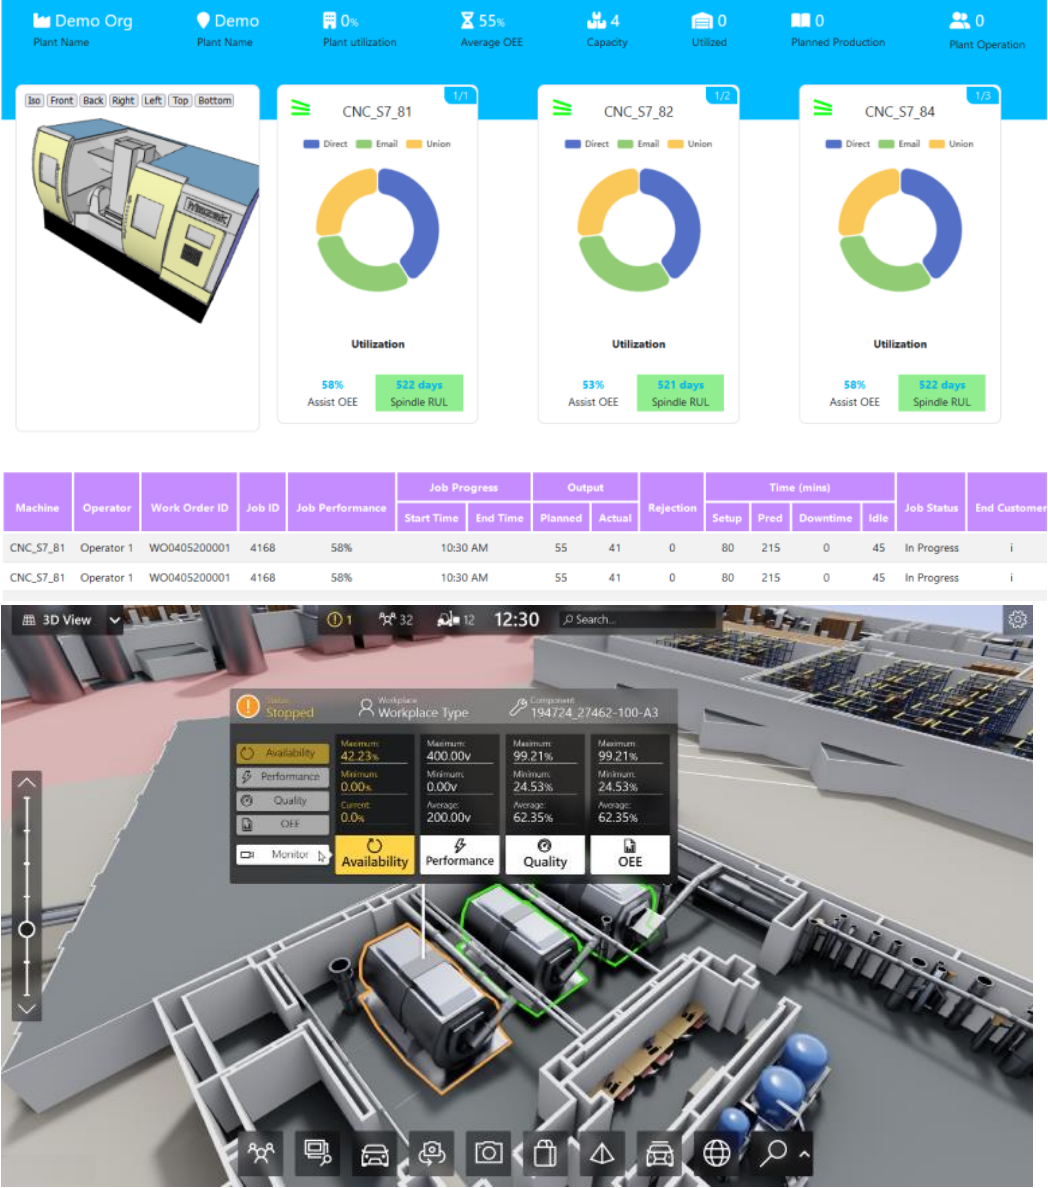 Demo Org Demo 0% 55% 4 0 0 0
Plant Name Plant Name Plant utilization Average OEE Capacity Utilized Planned Production Plant Operation
Iso Front Back Right Left Top Bottom
1/1
CNC_S7_81
Direct Email Union
Utilization
58% 522 days
Assist OEE Spindle RUL
1/2
CNC_S7_82
Direct Email Union
Utilization
53% 521 days
Assist OEE Spindle RUL
1/3
CNC_S7_84
Direct Email Union
Utilization
58% 522 days
Assist OEE Spindle RUL
Job Progress Output Time (mins)
Machine Operator Work Order ID Job ID Job Performance Rejection Job Status End Customer
Start Time End Time Planned Actual Setup Pred Downtime Idle
CNC_S7_81 Operator 1 WO0405200001 4168 58% 10:30 AM 55 41 0 80 215 0 45 In Progress i
CNC_S7_81 Operator 1 WO0405200001 4168 58% 10:30 AM 55 41 0 80 215 0 45 In Progress i
3D View 1 32 12 12:30 Search...
Status Workplace Component
Stopped Workplace Type 194724_27462-100-A3
Availability
Performance
Quality
OEE
Monitor
Maximum: Maximum: Maximum: Maximum:
42.23% 400.00v 99.21% 99.21%
Minimum: Minimum: Minimum: Minimum:
0.00% 0.00v 24.53% 24.53%
Current: Average: Average: Average:
0.0% 200.00v 62.35% 62.35%
Availability Performance Quality OEE